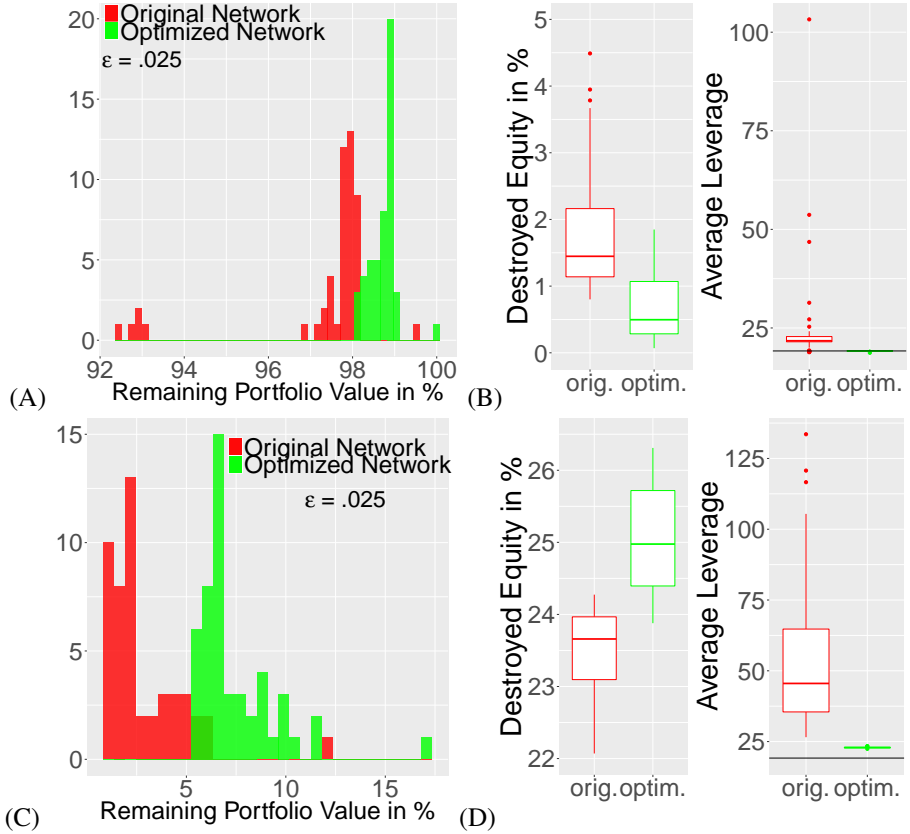 Original Network
Optimized Network
ε = .025
20
15
10
5
0
92
94
96
98
100
Remaining Portfolio Value in %
(A)
Destroyed Equity in %
5
4
3
2
1
0
orig.
optim.
Average Leverage
100
75
50
25
orig.
optim.
(B)
Original Network
Optimized Network
ε = .025
15
10
5
0
5
10
15
Remaining Portfolio Value in %
(C)
Destroyed Equity in %
26
25
24
23
22
orig.
optim.
Average Leverage
125
100
75
50
25
orig.
optim.
(D)